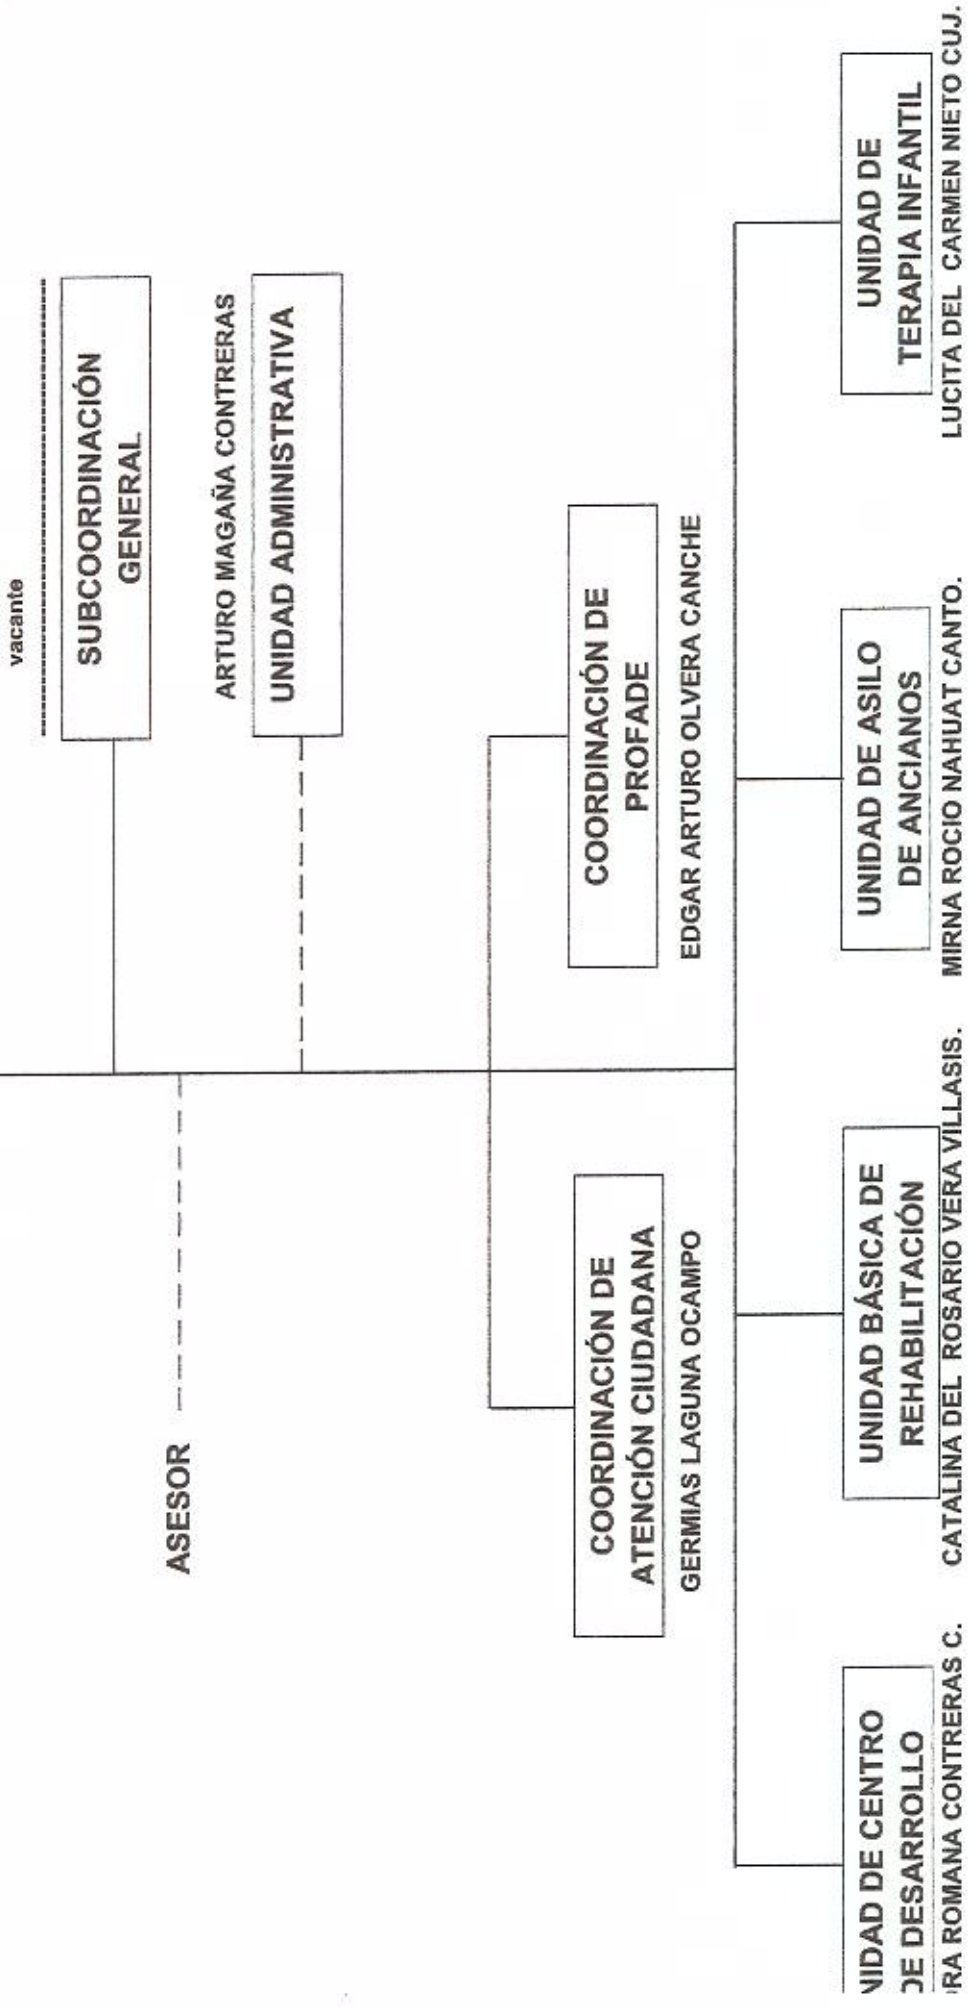 vacante
SUBCOORDINACIÓN
GENERAL
ASESOR
ARTURO MAGAÑA CONTRERAS
UNIDAD ADMINISTRATIVA
COORDINACIÓN DE
ATENCIÓN CIUDADANA
GERMIAS LAGUNA OCAMPO
COORDINACIÓN DE
PROFADE
EDGAR ARTURO OLVERA CANCHE
NIDAD DE CENTRO
DE DESARROLLO
RA ROMANA CONTRERAS C.
UNIDAD BÁSICA DE
REHABILITACIÓN
CATALINA DEL ROSARIO VERA VILLASIS.
UNIDAD DE ASILO
DE ANCIANOS
MIRNA ROCIO NAHUAT CANTO.
UNIDAD DE
TERAPIA INFANTIL
LUCITA DEL CARMEN NIETO CUJ.